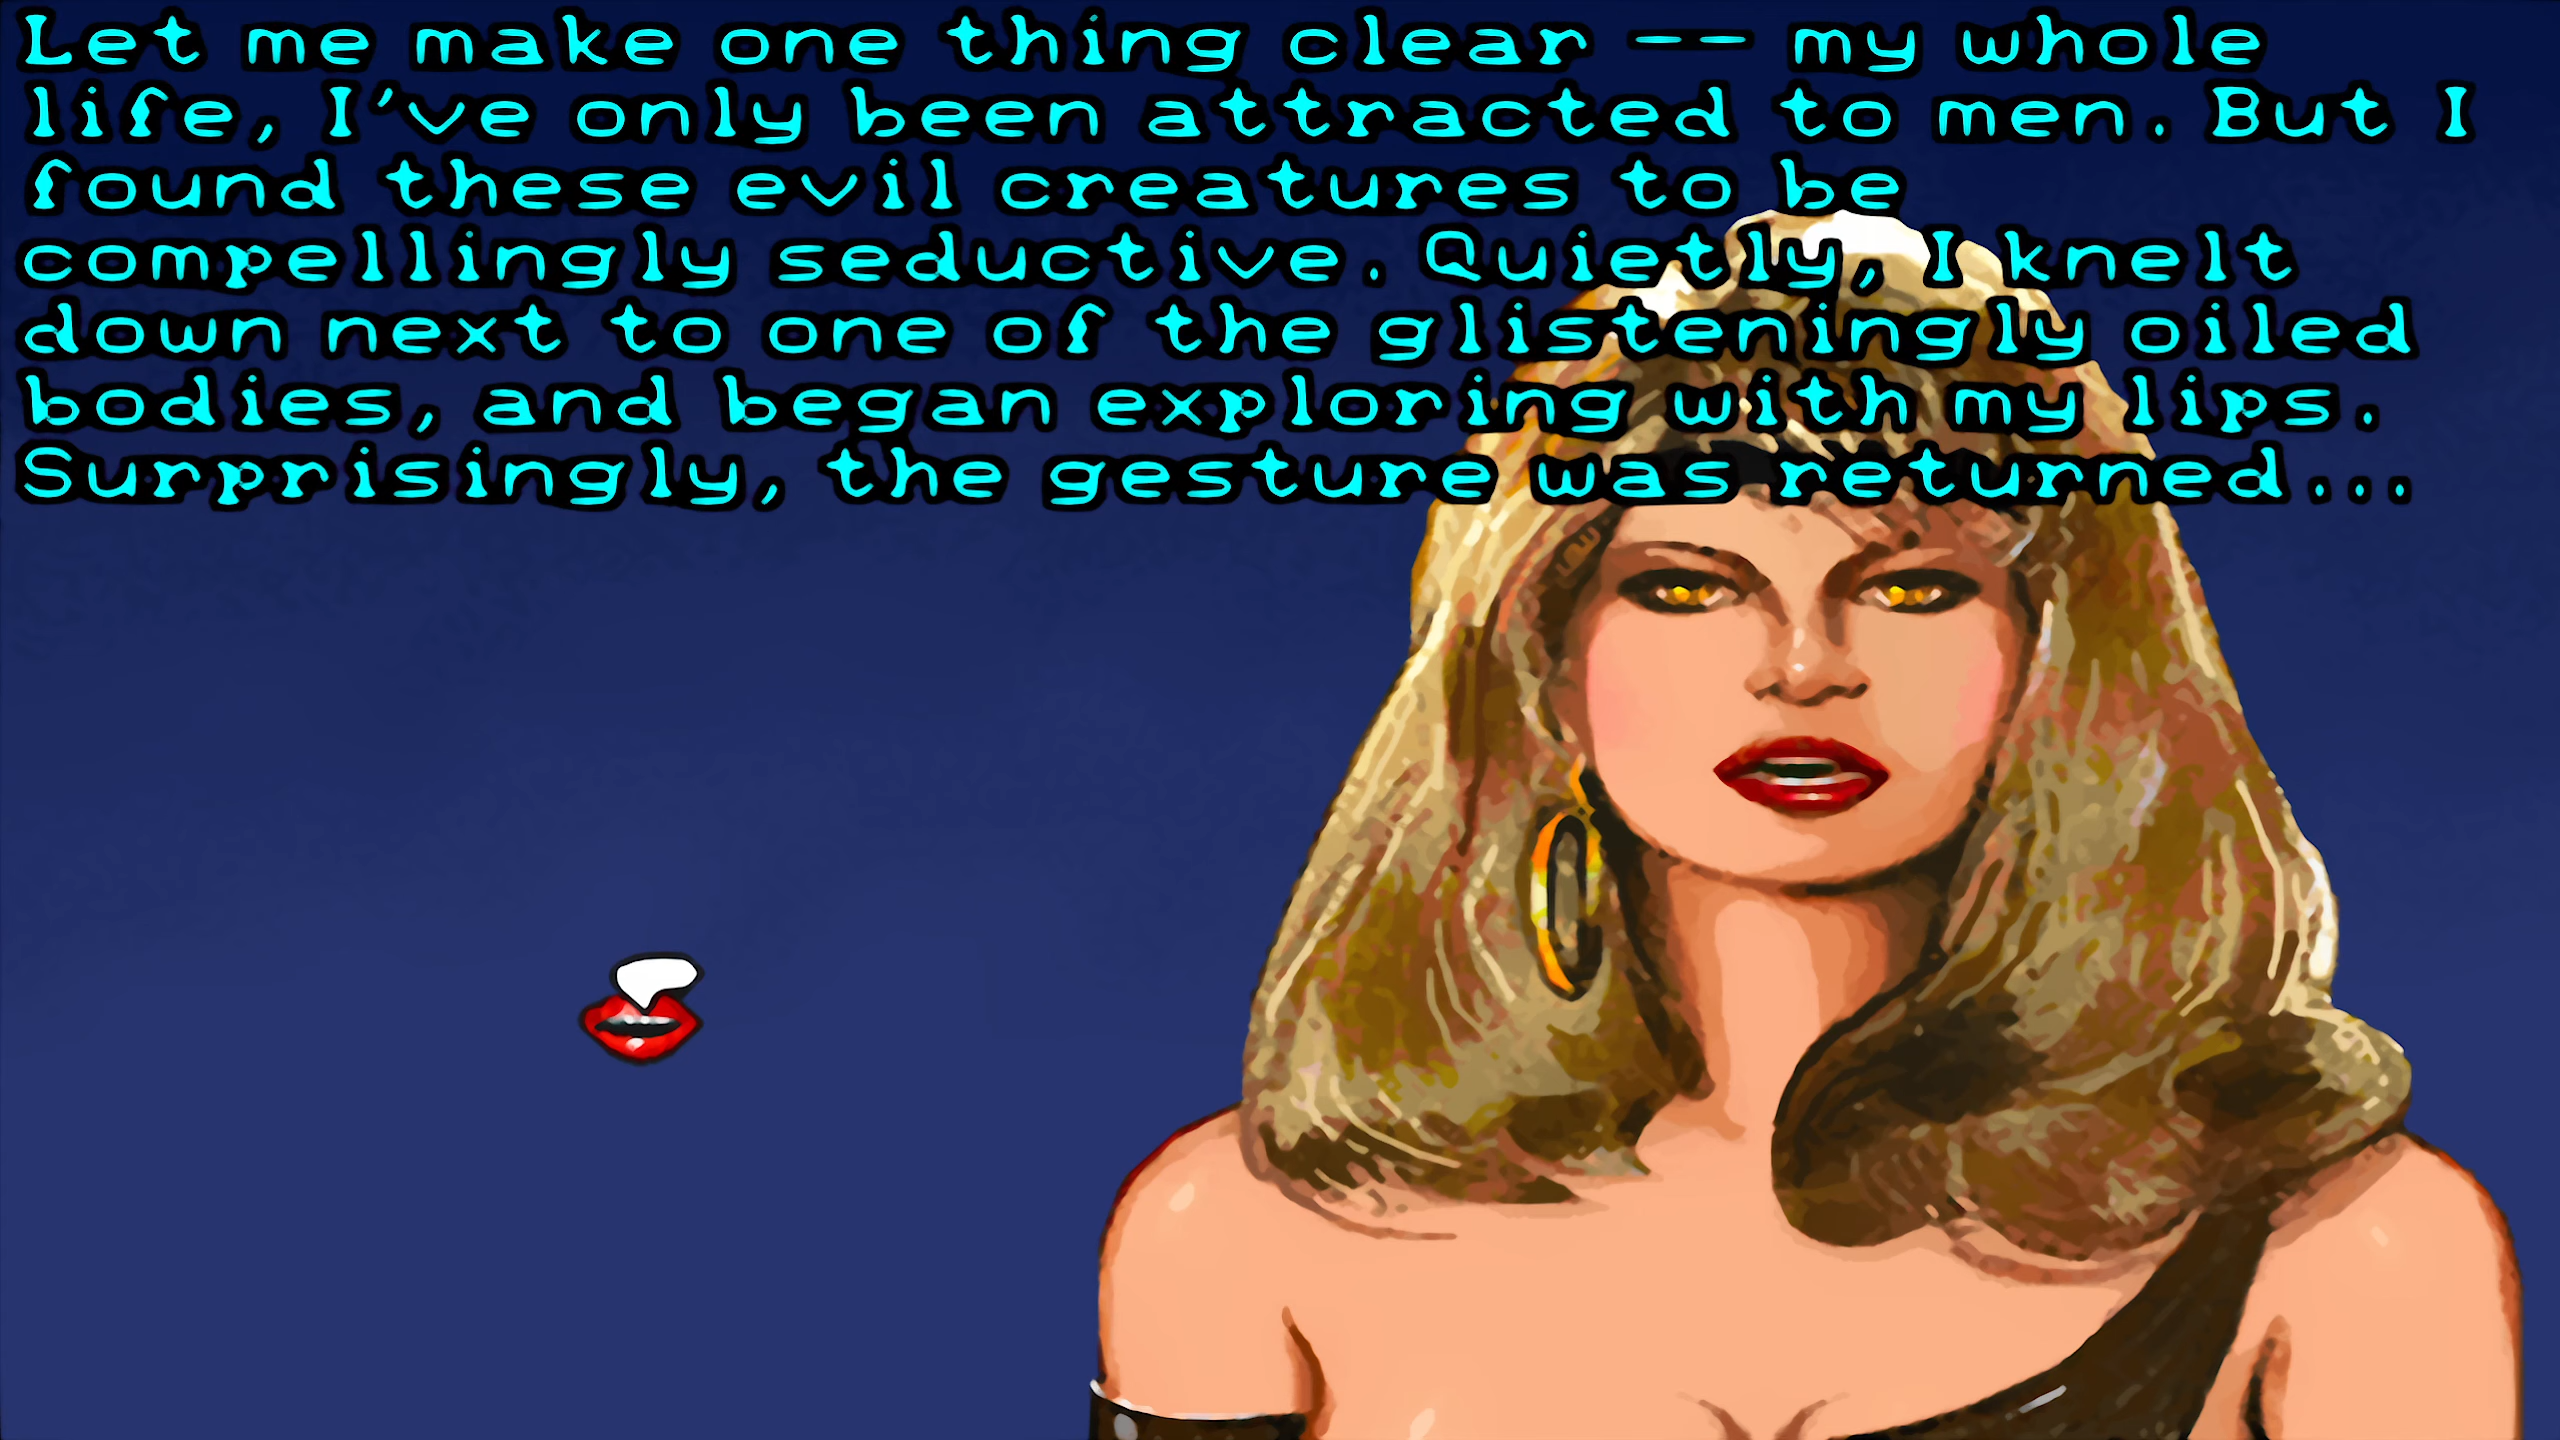 Let me make one thing clear -- my whole
life, I've only been attracted to men. But I
found these evil creatures to be
compellingly seductive. Quietly, I knelt
down next to one of the glisteningly oiled
bodies, and began exploring with my lips.
Surprisingly, the gesture was returned...